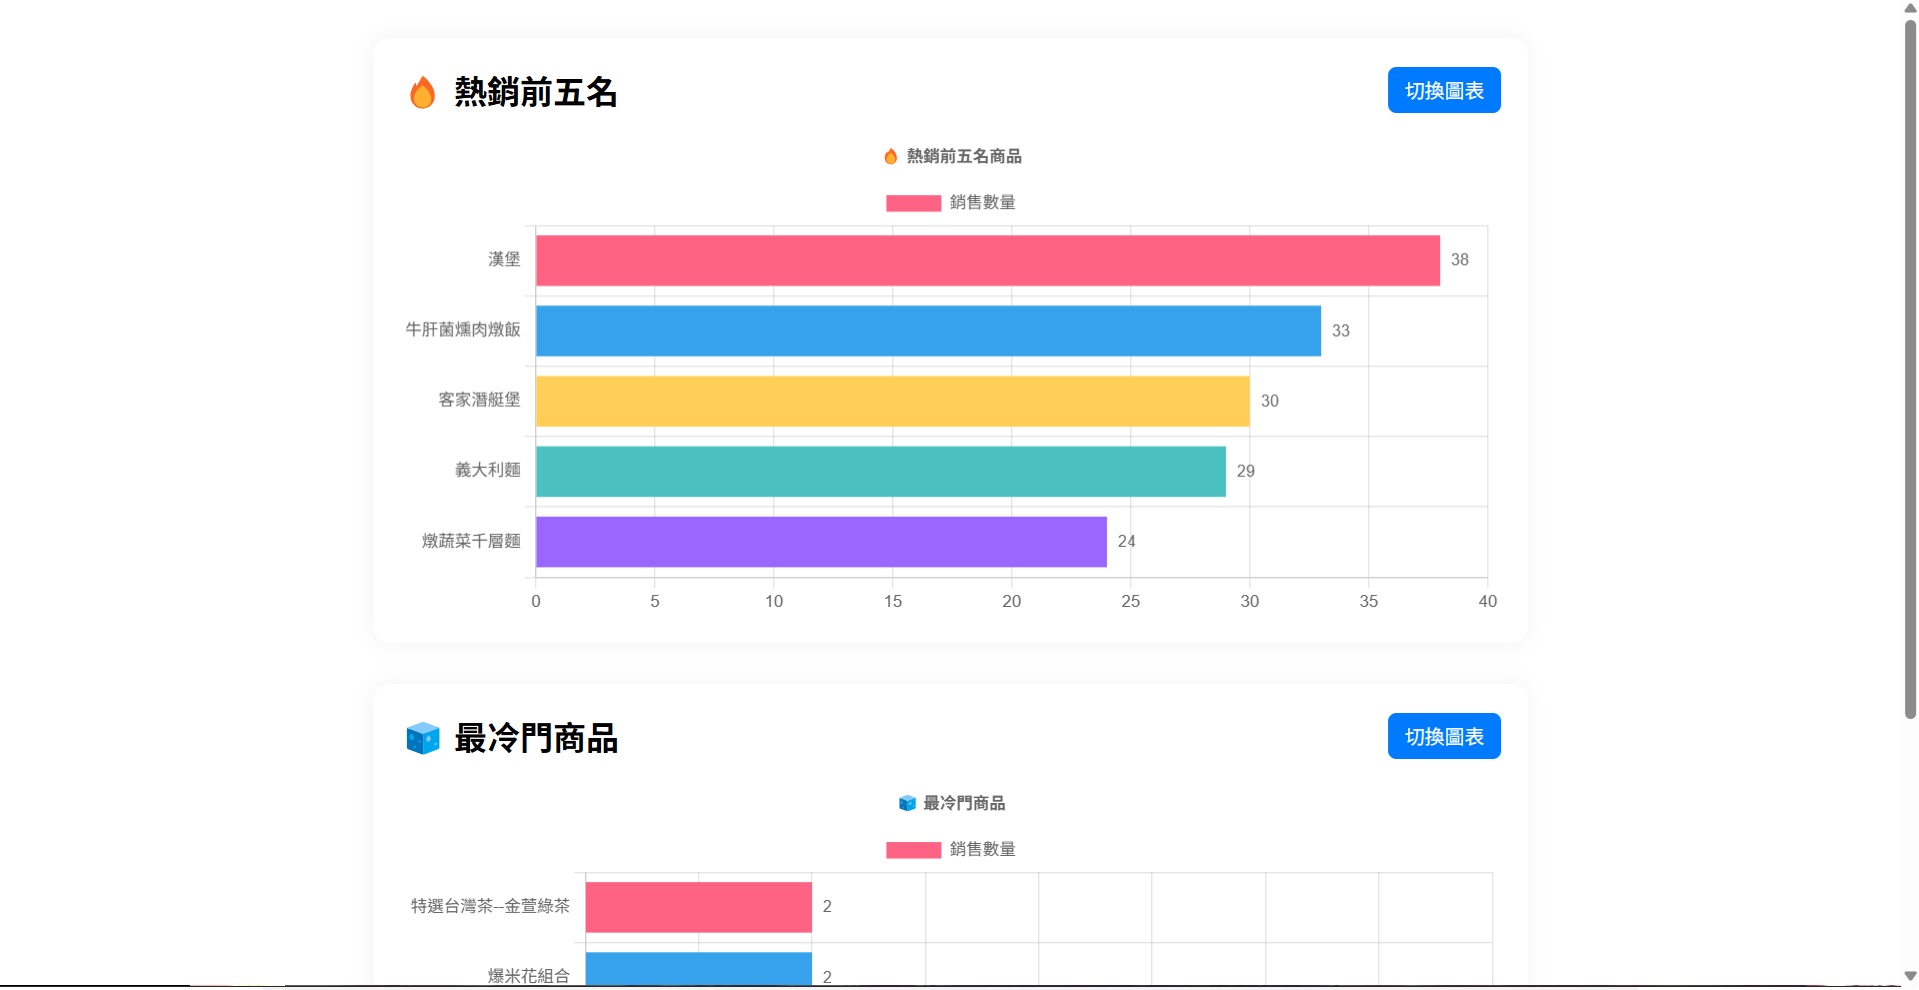 熱銷前五名
切換圖表
熱銷前五名商品
銷售數量
漢堡
38
牛肝菌燻肉燉飯
33
客家潛艇堡
30
義大利麵
29
燉蔬菜千層麵
24
0 5 10 15 20 25 30 35 40
最冷門商品
切換圖表
最冷門商品
銷售數量
特選台灣茶--金萱綠茶
2
爆米花組合
2